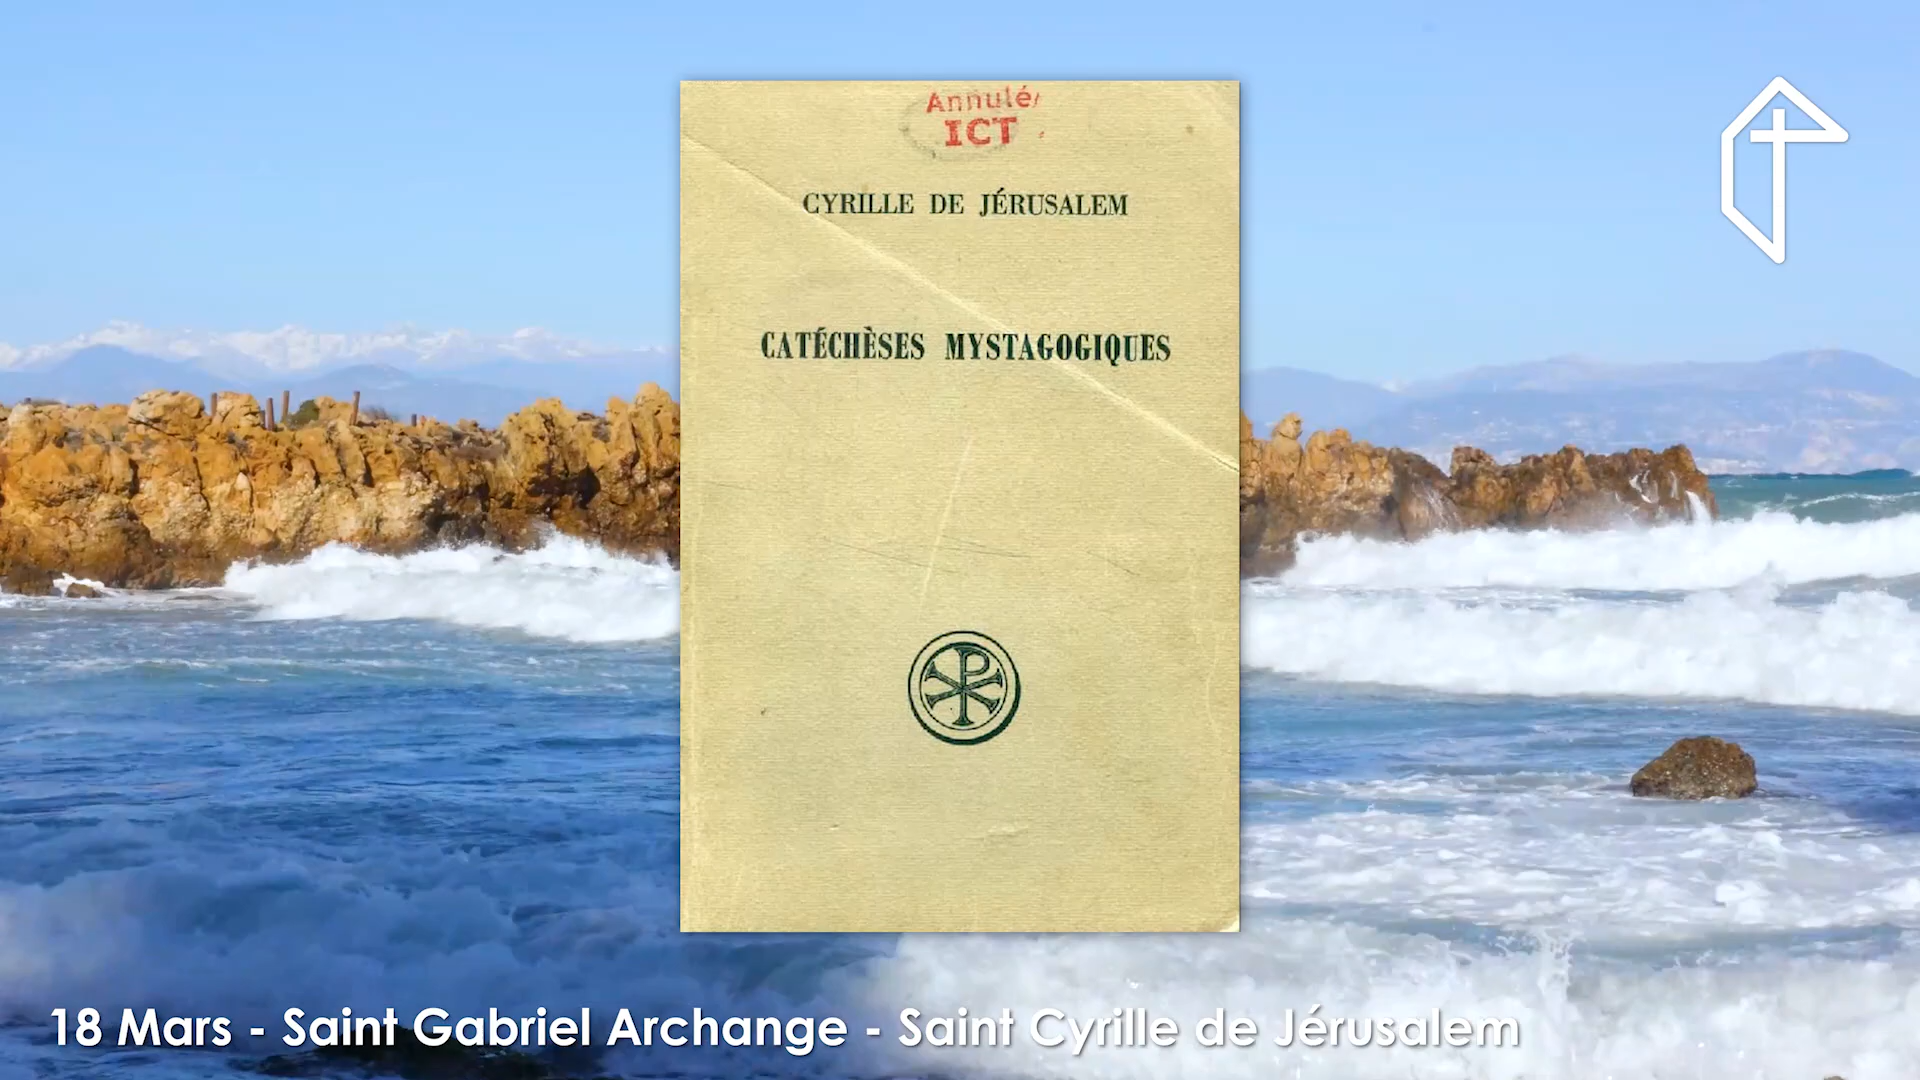 Annulé
ICT
CYRILLE DE JÉRUSALEM
CATÉCHÈSES MYSTAGOGIQUES
18 Mars - Saint Gabriel Archange - Saint Cyrille de Jérusalem